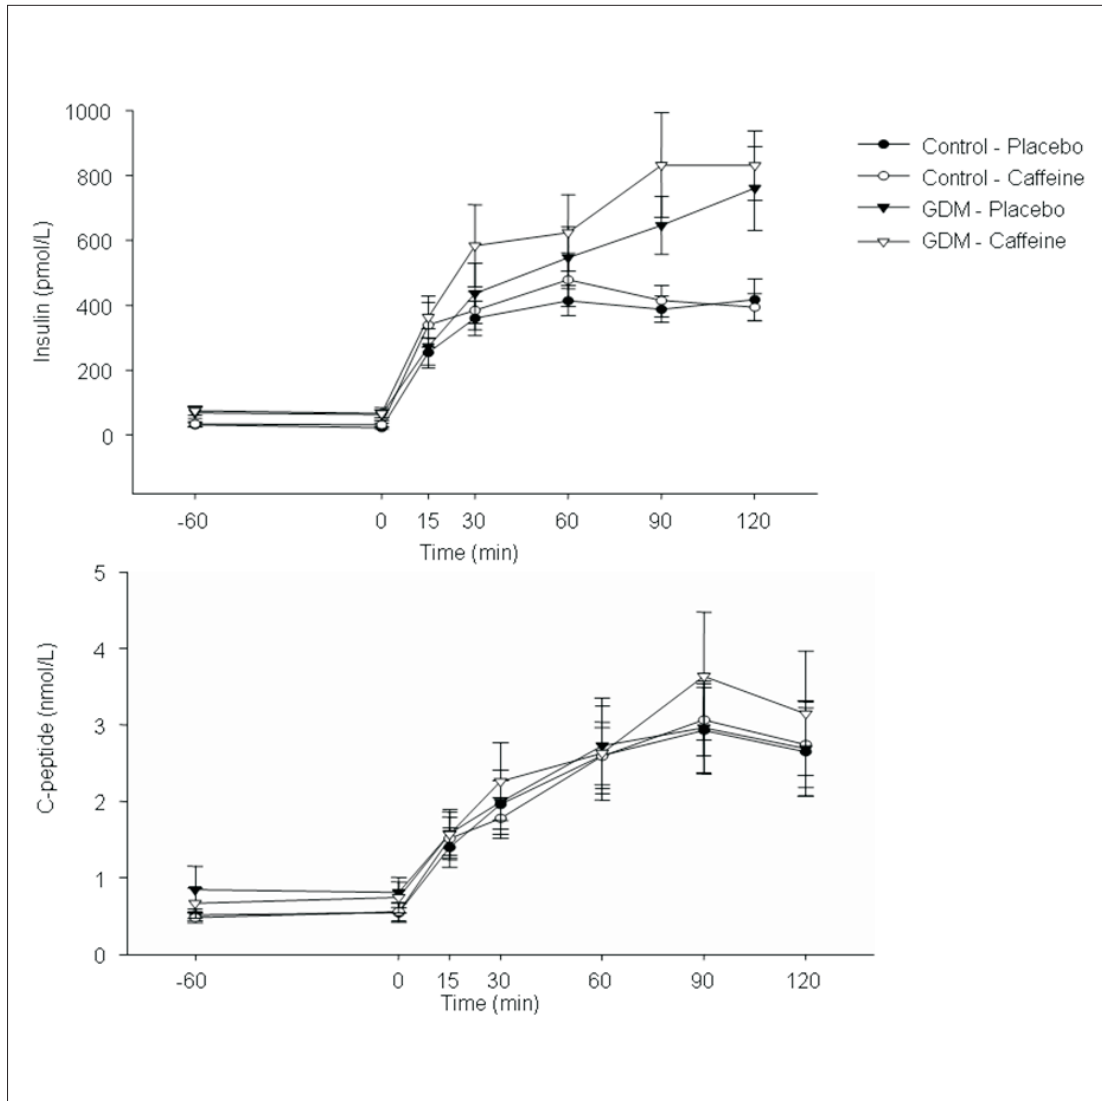 1000
800
600
400
200
0
Insulin (pmol/L)
-60 0 15 30 60 90 120
Time (min)
Control - Placebo
Control - Caffeine
GDM - Placebo
GDM - Caffeine
5
4
3
2
1
0
C-peptide (nmol/L)
-60 0 15 30 60 90 120
Time (min)